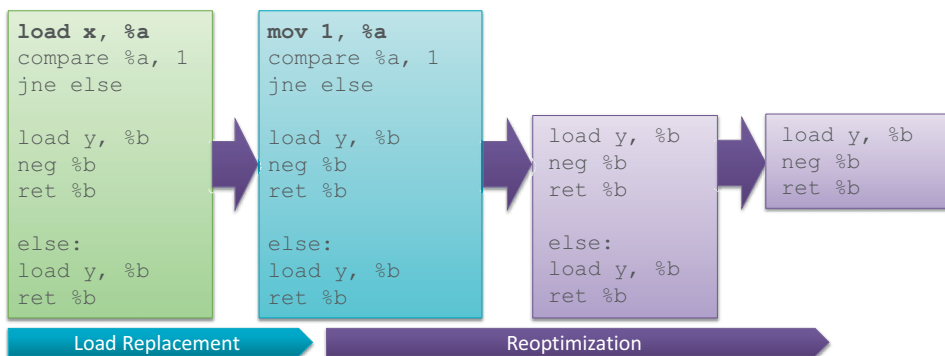 load x, %a
compare %a, 1
jne else
load y, %b
neg %b
ret %b
else:
load y, %b
ret %b
mov 1, %a
compare %a, 1
jne else
load y, %b
neg %b
ret %b
else:
load y, %b
ret %b
load y, %b
neg %b
ret %b
else:
load y, %b
ret %b
load y, %b
neg %b
ret %b
Load Replacement
Reoptimization